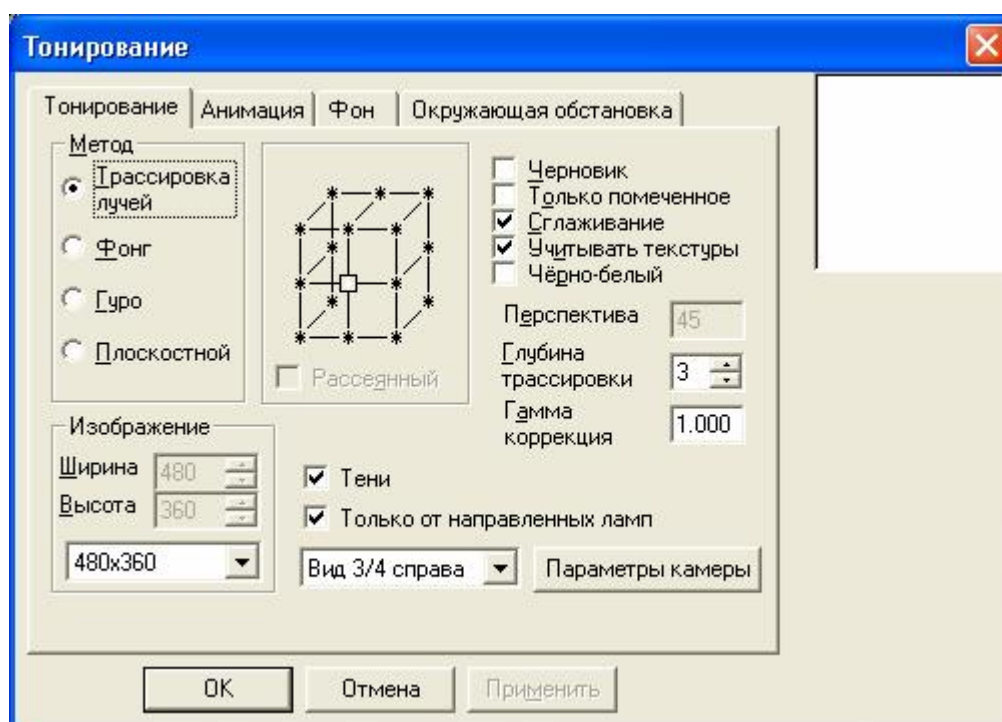 Тонирование
Тонирование Анимация Фон Окружающая обстановка
Метод
Трассировка
лучей
Фонг
Гуро
Плоскостной
Рассеянный
Черновик
Только помеченное
Сглаживание
Учитывать текстуры
Чёрно-белый
Перспектива 45
Глубина
трассировки 3
Гамма
коррекция 1.000
Изображение
Ширина 480
Высота 360
480x360
Тени
Только от направленных ламп
Вид 3/4 справа Параметры камеры
OK Отмена Применить